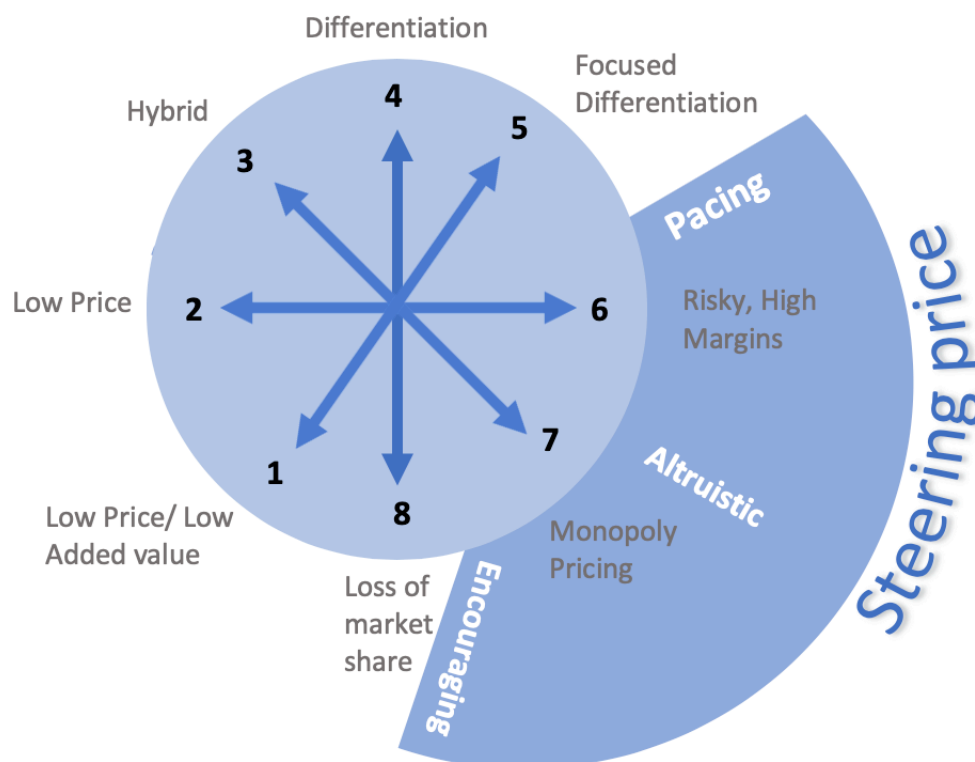 Differentiation
4
Focused
Differentiation
5
Hybrid
3
Pacing
Low Price
2
6
Risky, High
Margins
Steering price
7
1
8
Altruistic
Low Price/ Low
Added value
Monopoly
Pricing
Loss of
market
share
Encouraging